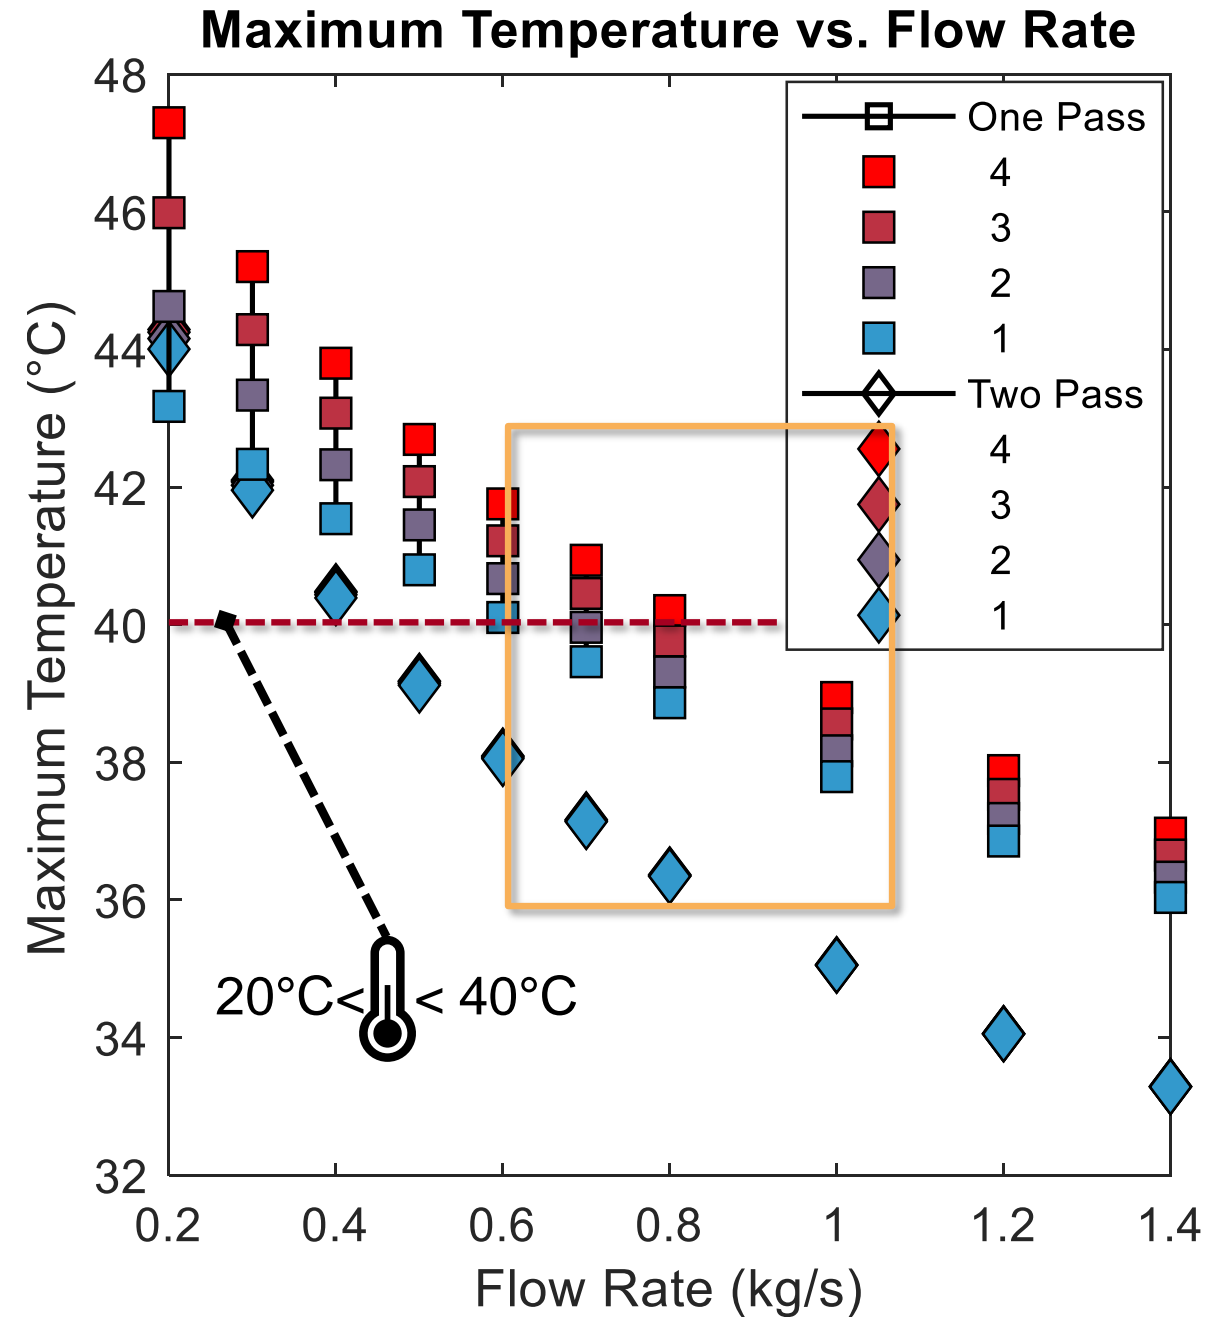 Maximum Temperature vs. Flow Rate
48
46
44
42
40
38
36
34
32
Maximum Temperature (°C)
One Pass
4
3
2
1
Two Pass
4
3
2
1
20°C< < 40°C
0.2 0.4 0.6 0.8 1 1.2 1.4
Flow Rate (kg/s)